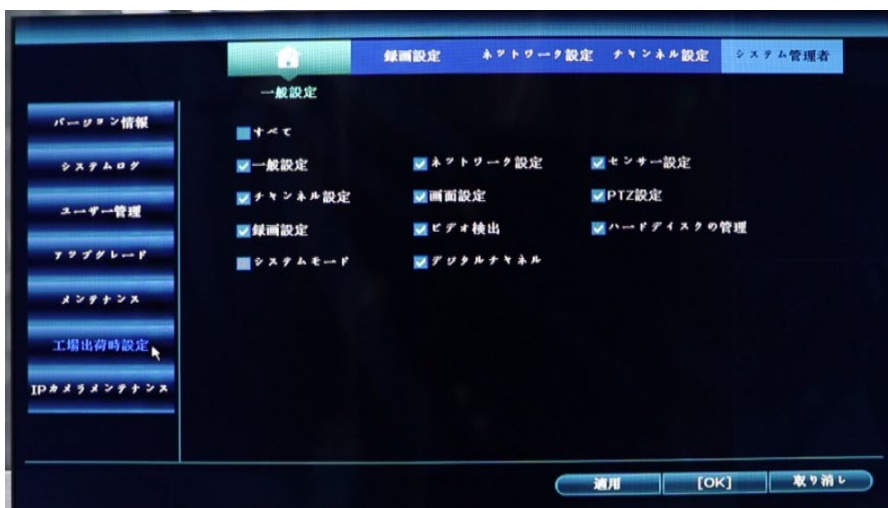 録画設定 ネットワーク設定 チャンネル設定 システム管理者
一般設定
バージョン情報
システムログ
ユーザー管理
アップグレード
メンテナンス
工場出荷時設定
IPカメラメンテナンス
すべて
一般設定 ネットワーク設定 センサー設定
チャンネル設定 画面設定 PTZ設定
録画設定 ビデオ検出 ハードディスクの管理
システムモード デジタルチャネル
適用 [OK] 取り消し